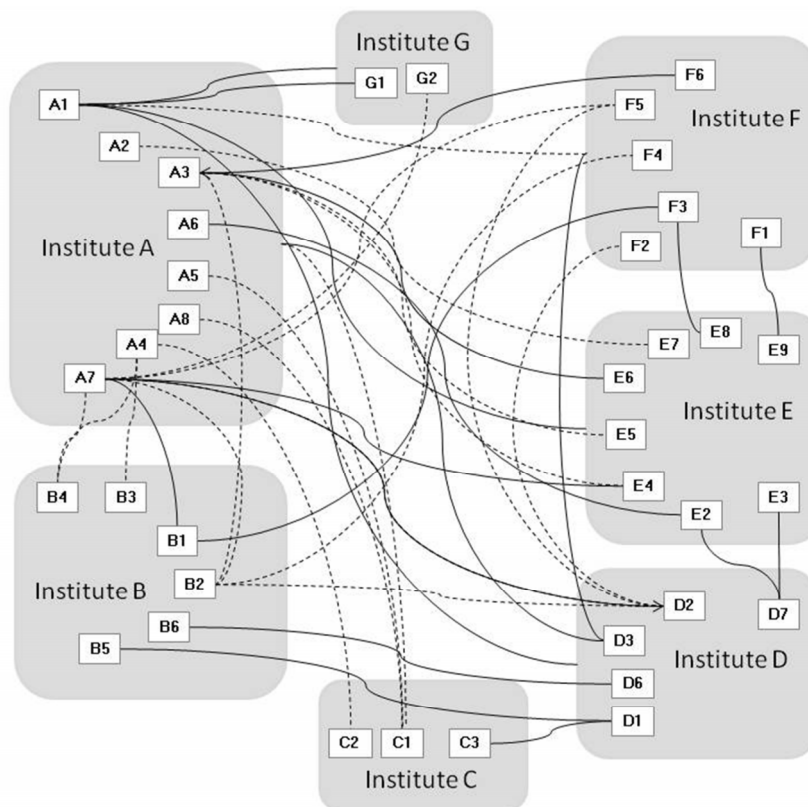 Institute G
G1
G2
Institute A
A1
A2
A3
A6
A5
A8
A4
A7
Institute F
F6
F5
F4
F3
F2
F1
Institute E
E8
E7
E9
E6
E5
E4
E3
E2
Institute B
B4
B3
B1
B2
B6
B5
Institute D
D2
D7
D3
D6
D1
C2
C1
C3
Institute C